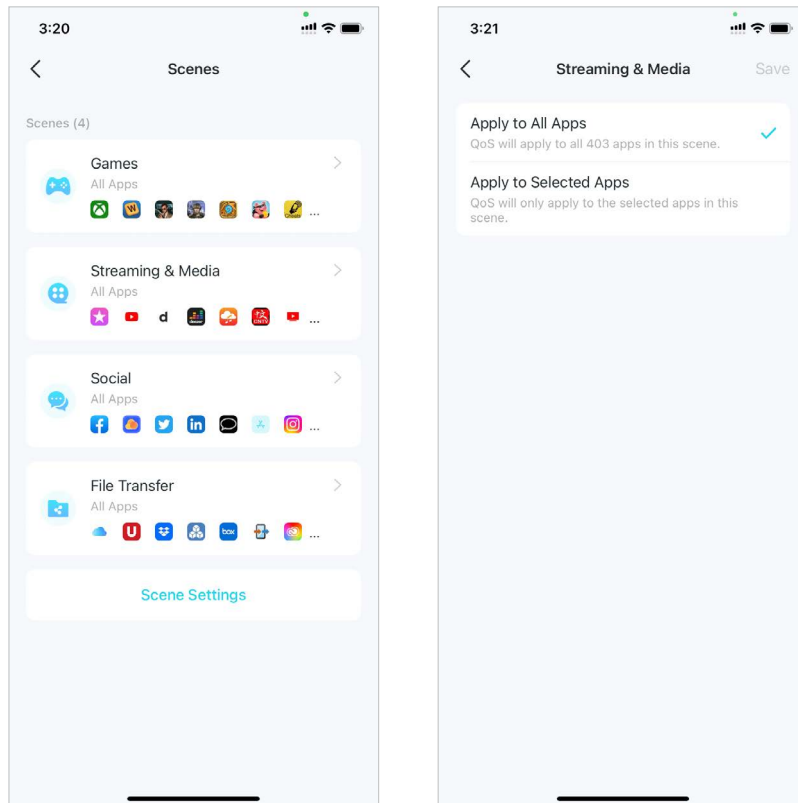 3:20
Scenes
Scenes (4)
Games
All Apps
...
Streaming & Media
All Apps
d
...
Social
All Apps
f
in
...
File Transfer
All Apps
U
box
...
Scene Settings
3:21
Streaming & Media
Save
Apply to All Apps
QoS will apply to all 403 apps in this scene.
Apply to Selected Apps
QoS will only apply to the selected apps in this
scene.